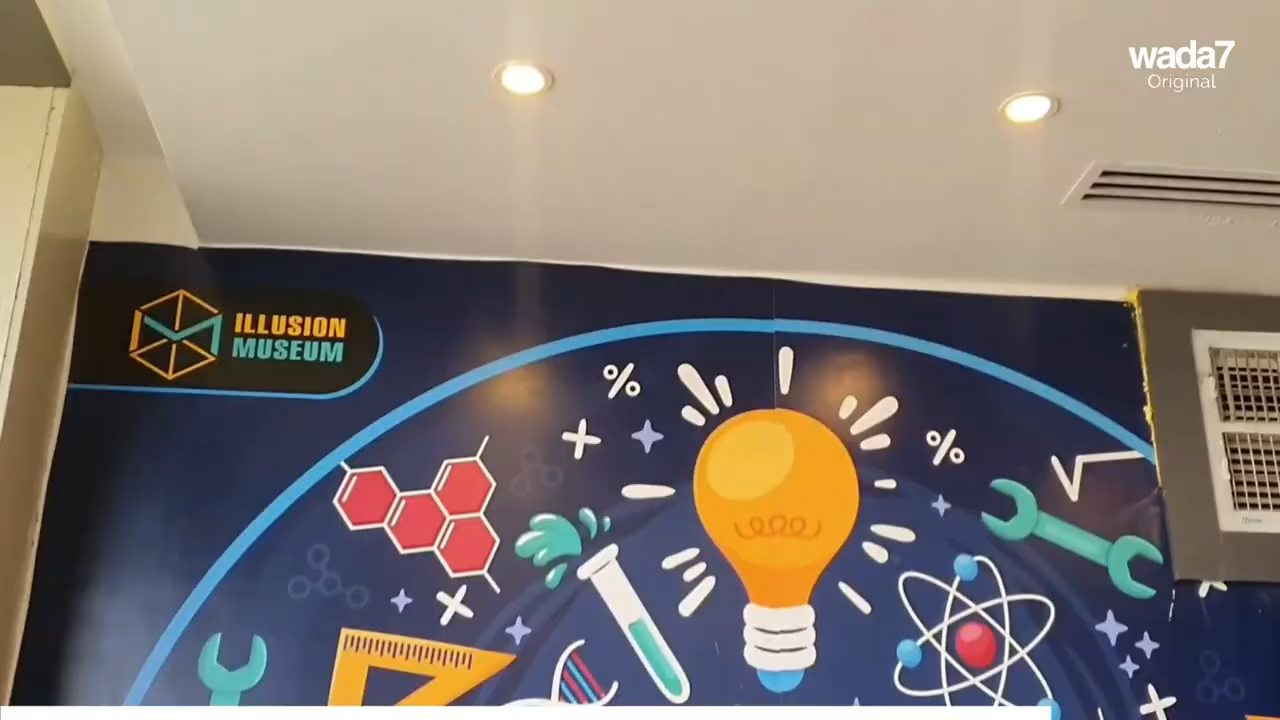 wada7
Original
ILLUSION
MUSEUM
%
%
√